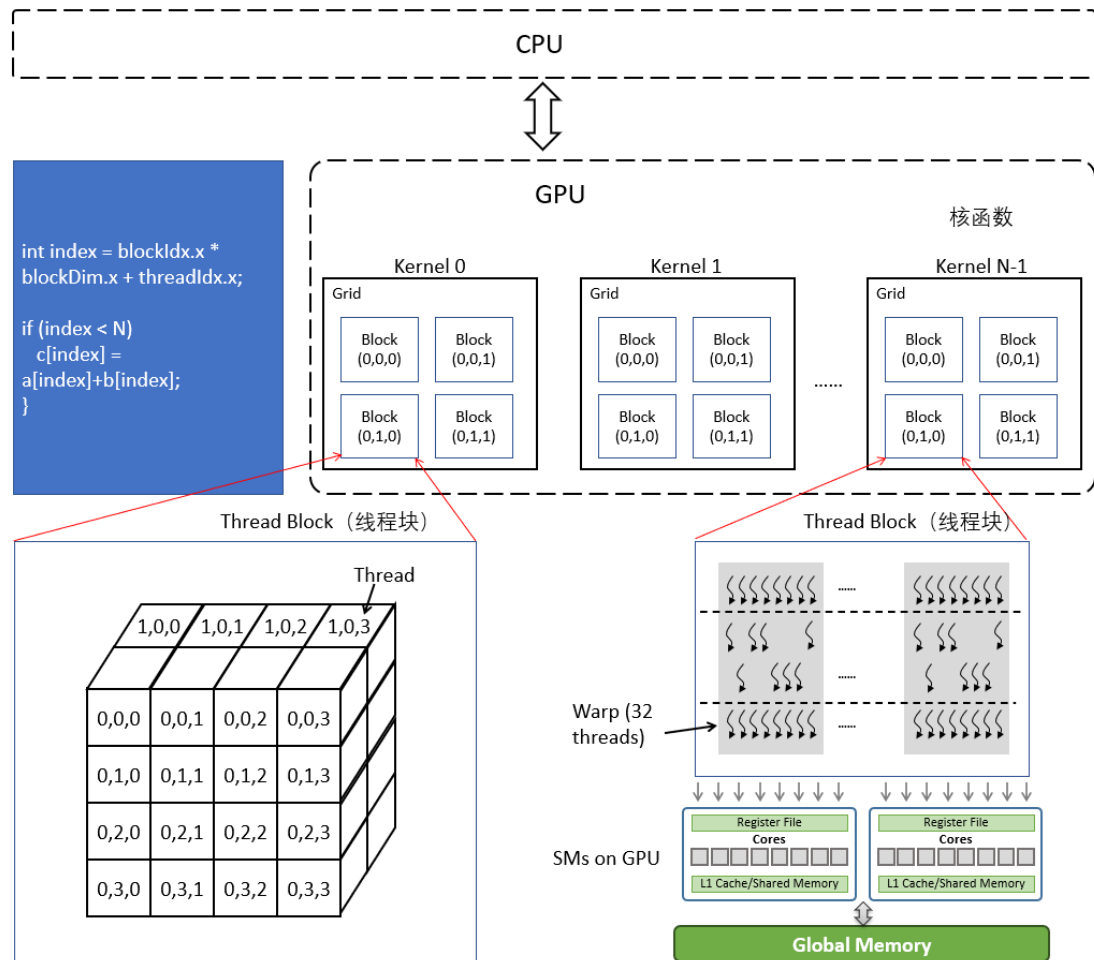 CPU
GPU
核函数
int index = blockIdx.x *
blockDim.x + threadIdx.x;
if (index < N)
c[index] =
a[index]+b[index];
}
Kernel 0
Grid
Block
(0,0,0)
Block
(0,0,1)
Block
(0,1,0)
Block
(0,1,1)
Kernel 1
Grid
Block
(0,0,0)
Block
(0,0,1)
Block
(0,1,0)
Block
(0,1,1)
......
Kernel N-1
Grid
Block
(0,0,0)
Block
(0,0,1)
Block
(0,1,0)
Block
(0,1,1)
Thread Block（线程块）
Thread
1,0,0 1,0,1 1,0,2 1,0,3
0,0,0 0,0,1 0,0,2 0,0,3
0,1,0 0,1,1 0,1,2 0,1,3
0,2,0 0,2,1 0,2,2 0,2,3
0,3,0 0,3,1 0,3,2 0,3,3
Thread Block（线程块）
......
......
......
......
Warp (32
threads)
SMs on GPU
Register File
Cores
L1 Cache/Shared Memory
Register File
Cores
L1 Cache/Shared Memory
Global Memory